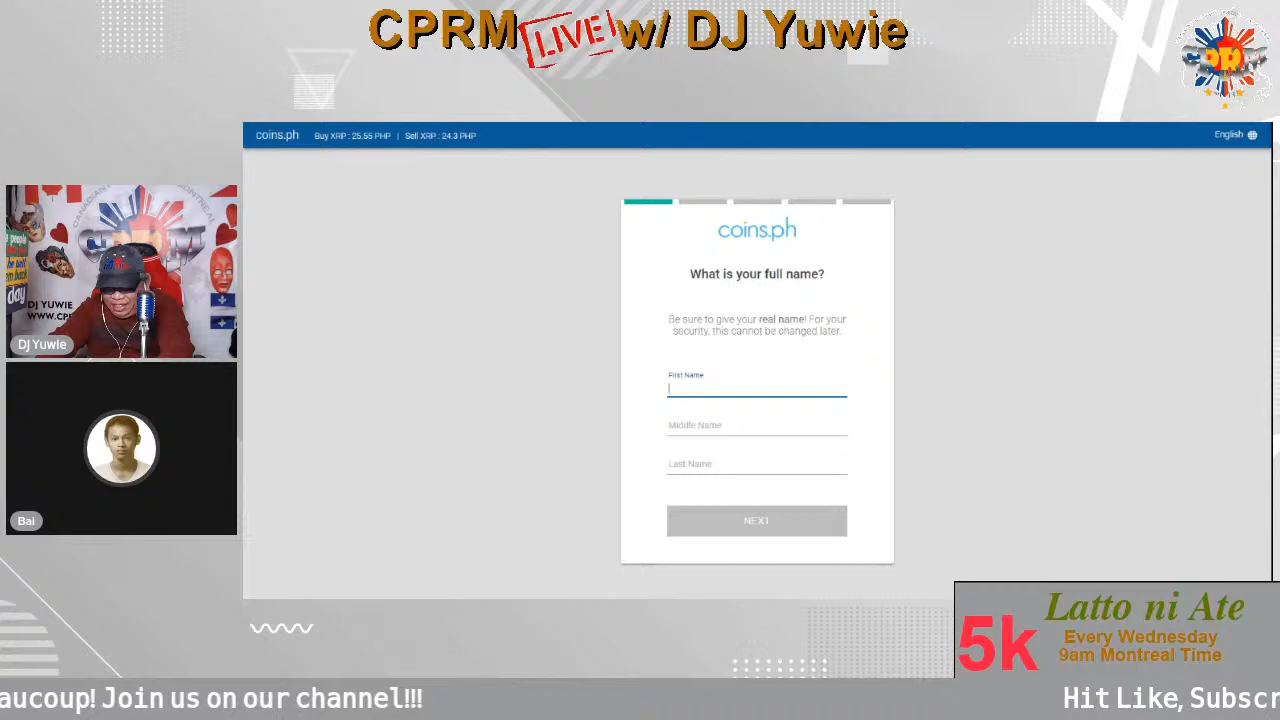 CPRM LIVE! w/ DJ Yuwie
coins.ph
Buy XRP : 25.55 PHP | Sell XRP : 24.3 PHP
English
DJ YUWIE
DJ Yuwie
Bai
coins.ph
What is your full name?
Be sure to give your real name! For your
security, this cannot be changed later.
First Name
Middle Name
Last Name
NEXT
5k
Latto ni Ate
Every Wednesday
9am Montreal Time
aucoup! Join us on our channel!!!
Hit Like, Subscr